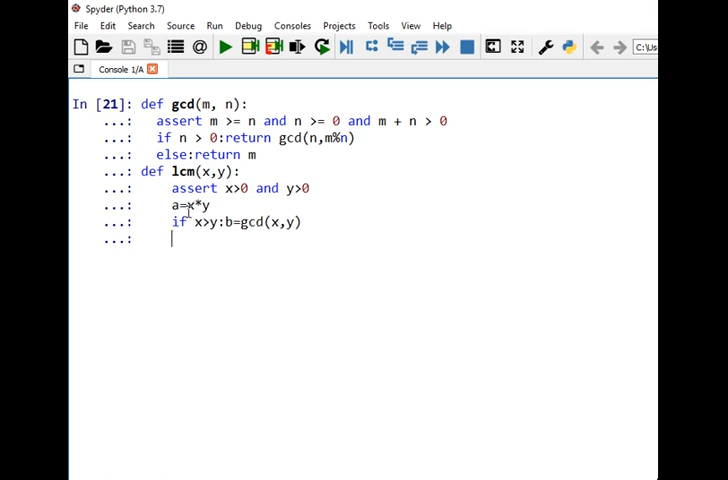 Spyder (Python 3.7)
File Edit Search Source Run Debug Consoles Projects Tools View Help
C:\Us
Console 1/A
In [21]: def gcd(m, n):
...: assert m >= n and n >= 0 and m + n > 0
...: if n > 0:return gcd(n,m%n)
...: else:return m
...: def lcm(x,y):
...: assert x>0 and y>0
...: a=x*y
...: if x>y:b=gcd(x,y)
...: